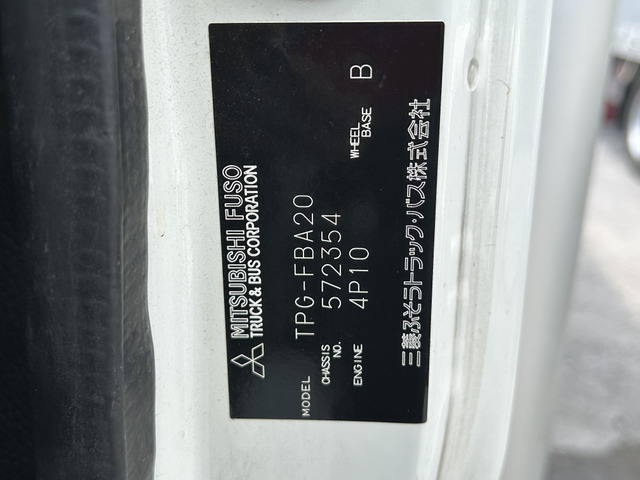 MITSUBISHI FUSO
TRUCK & BUS CORPORATION
MODEL TPG-FBA20
CHASSIS NO. 572354
ENGINE 4P10 WHEEL BASE B
三菱ふそうトラック・バス株式会社